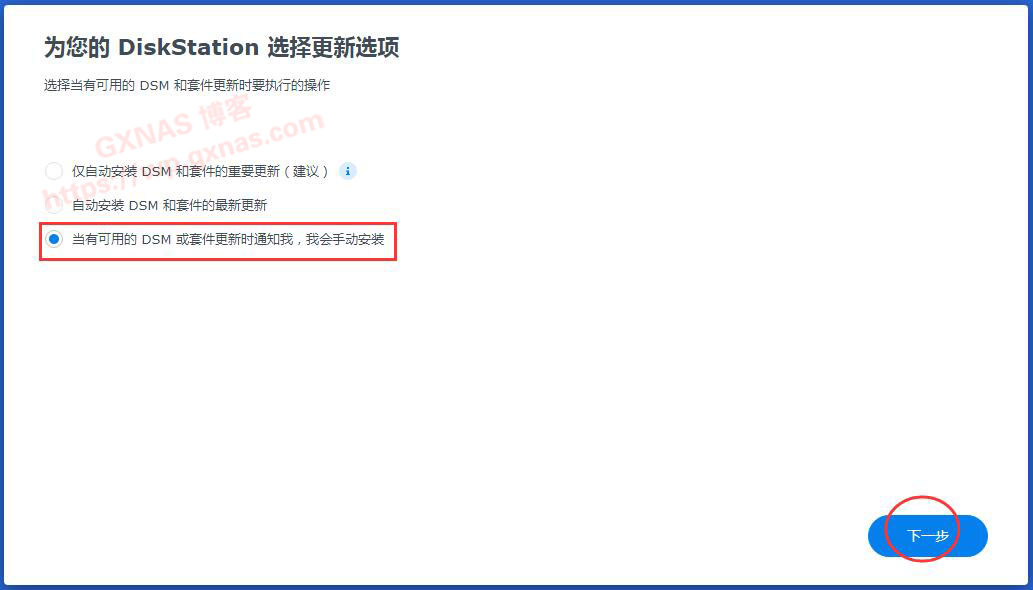 为您的 DiskStation 选择更新选项
选择当有可用的 DSM 和套件更新时要执行的操作
GXNAS 博客
https://wp.gxnas.com
仅自动安装 DSM 和套件的重要更新（建议）
自动安装 DSM 和套件的最新更新
当有可用的 DSM 或套件更新时通知我，我会手动安装
下一步